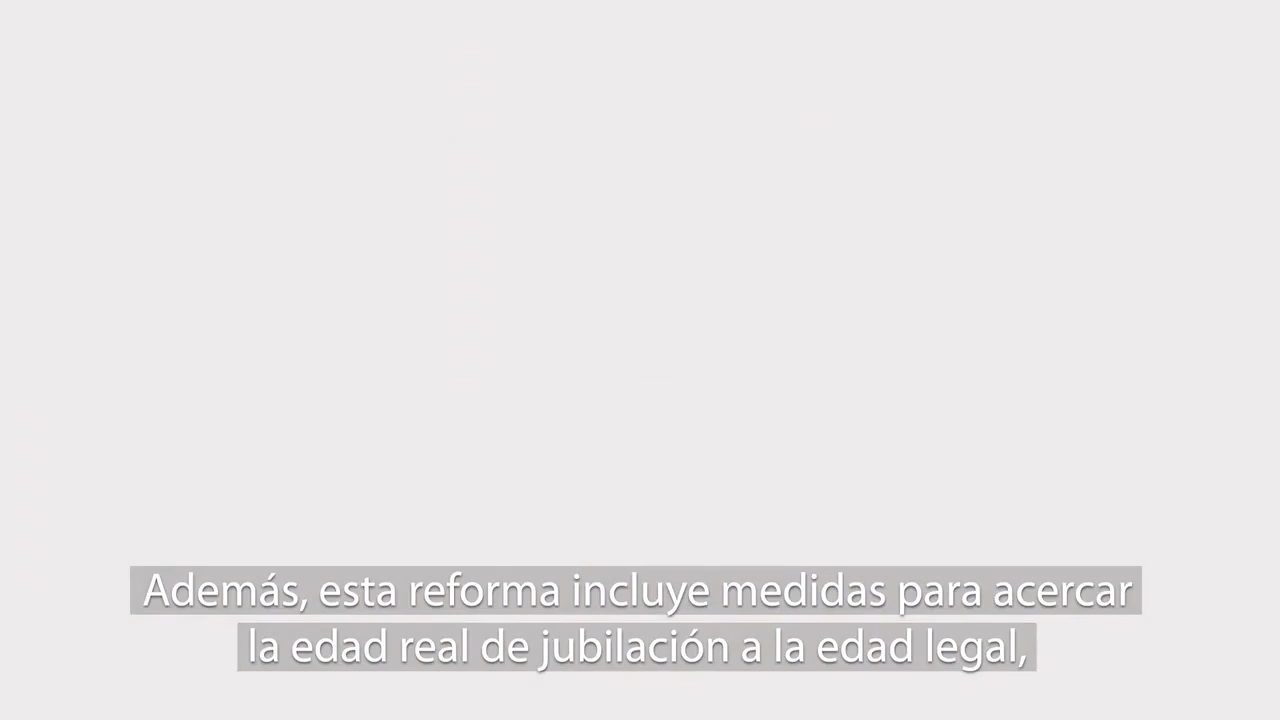 Además, esta reforma incluye medidas para acercar
la edad real de jubilación a la edad legal,